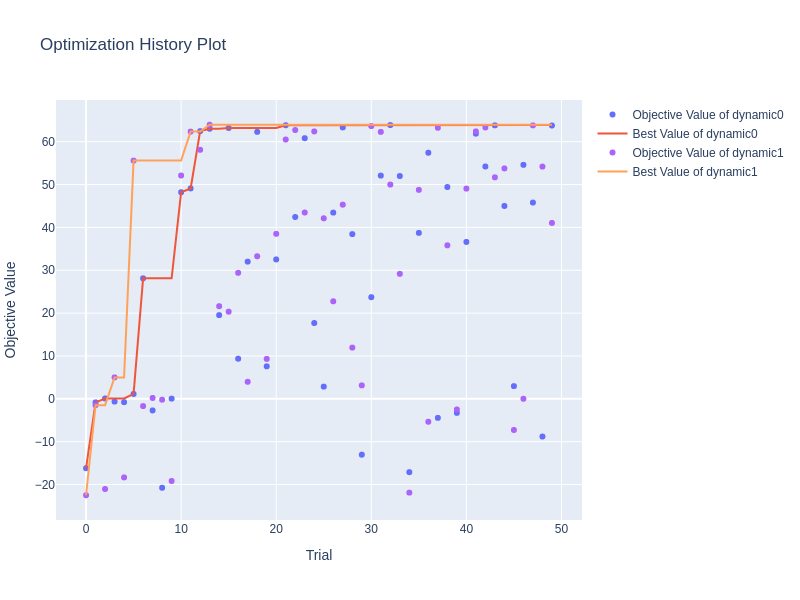 Optimization History Plot
Objective Value of dynamic0
Best Value of dynamic0
Objective Value of dynamic1
Best Value of dynamic1
60
50
40
30
20
10
0
−10
−20
Objective Value
0 10 20 30 40 50
Trial